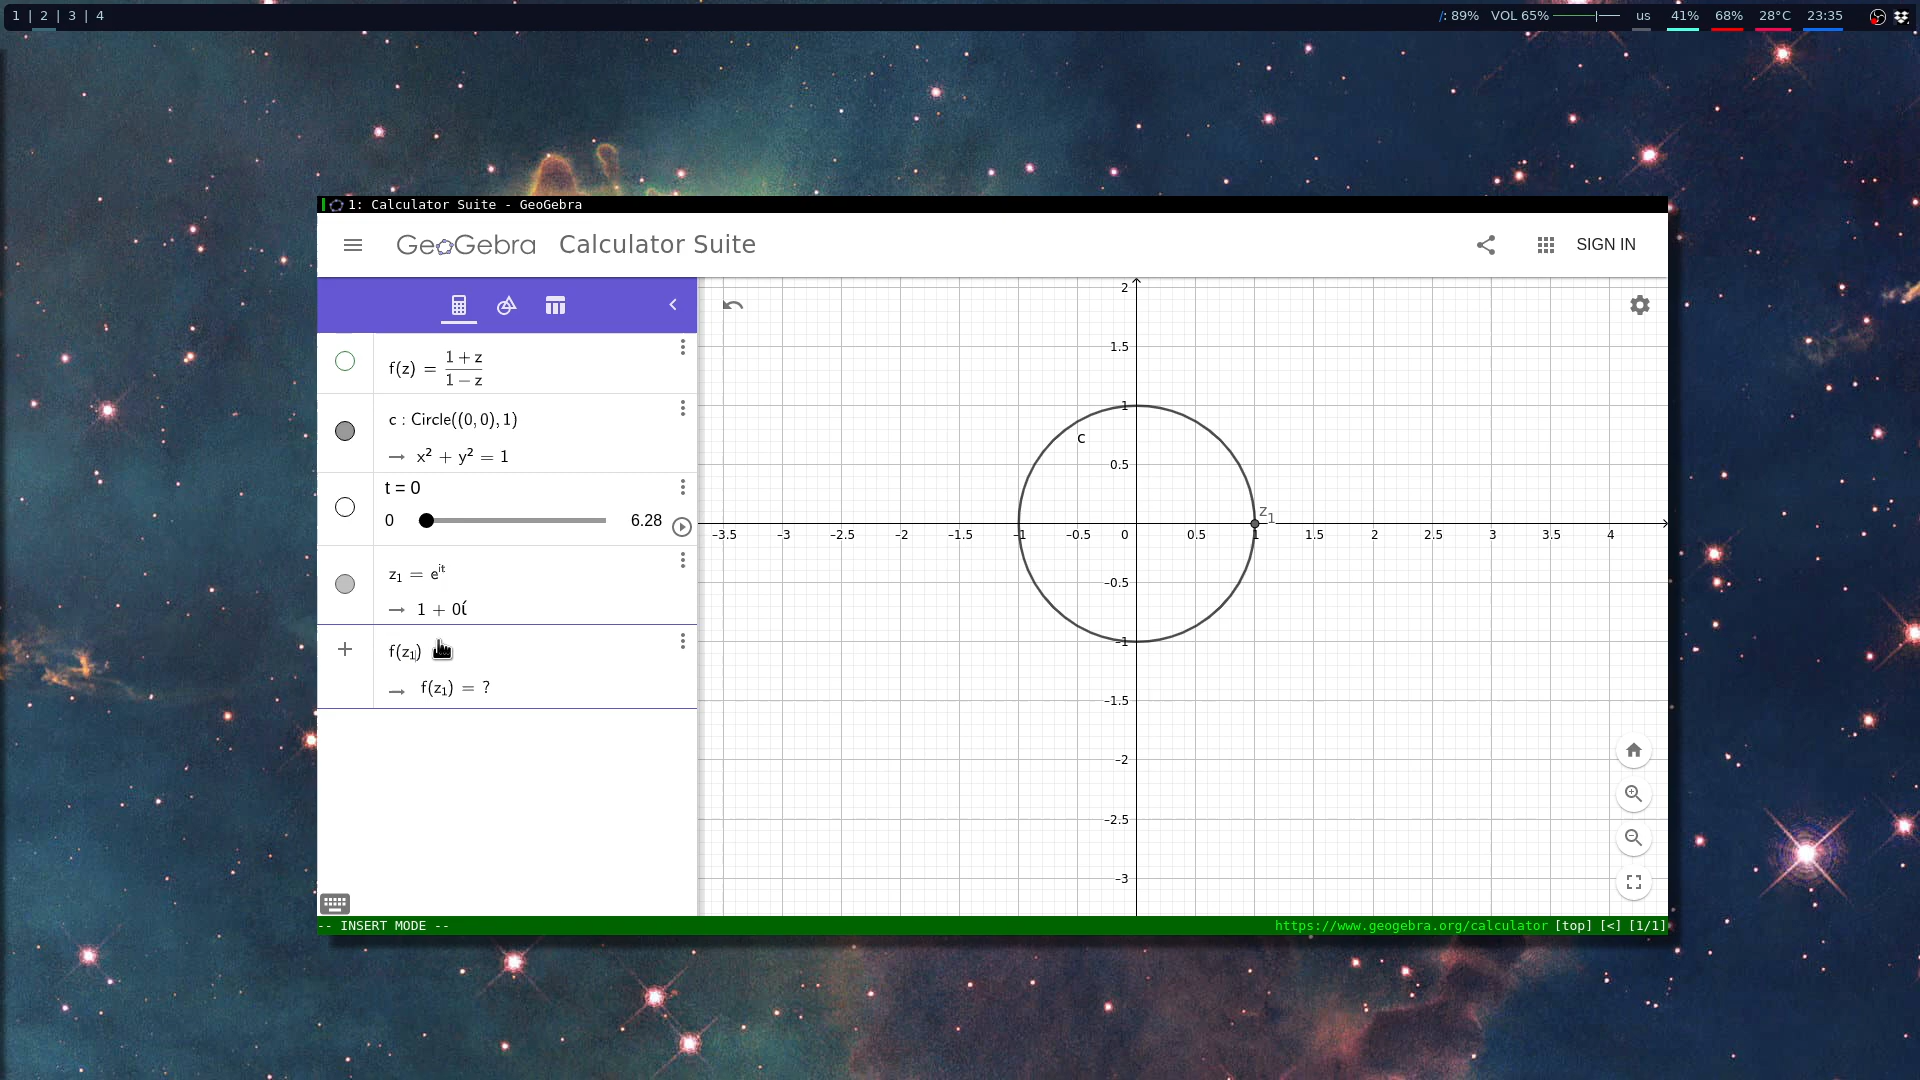 1 | 2 | 3 | 4
/: 89% VOL 65% us 41% 68% 28°C 23:35
1: Calculator Suite - GeoGebra
GeoGebra Calculator Suite
SIGN IN
f(z) = (1 + z)/(1 − z)
c : Circle((0, 0), 1)
→ x² + y² = 1
t = 0
0 6.28
z₁ = eⁱᵗ
→ 1 + 0ί
f(z₁)
→ f(z₁) = ?
2
1.5
1
c
0.5
z₁
–3.5 –3 –2.5 –2 –1.5 –1 –0.5 0 0.5 1 1.5 2 2.5 3 3.5 4
–0.5
–1
–1.5
–2
–2.5
–3
-- INSERT MODE -- https://www.geogebra.org/calculator [top] [<] [1/1]